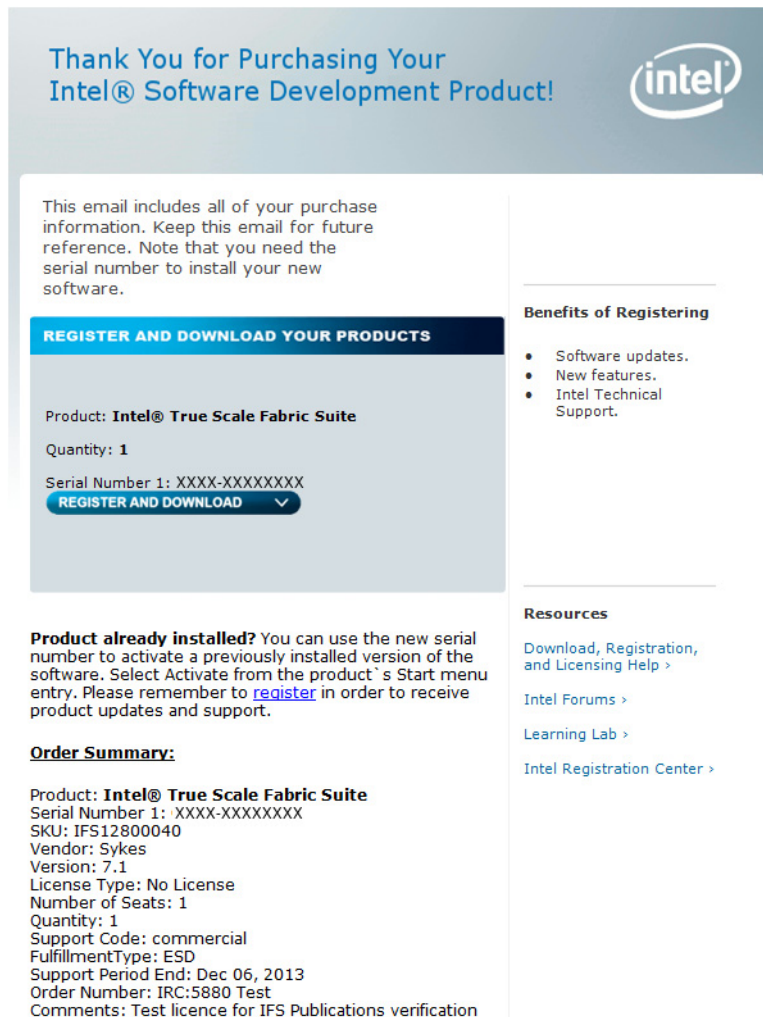 Thank You for Purchasing Your
Intel® Software Development Product!
intel
This email includes all of your purchase
information. Keep this email for future
reference. Note that you need the
serial number to install your new
software.
REGISTER AND DOWNLOAD YOUR PRODUCTS
Product: Intel® True Scale Fabric Suite
Quantity: 1
Serial Number 1: XXXX-XXXXXXXX
REGISTER AND DOWNLOAD
Benefits of Registering
• Software updates.
• New features.
• Intel Technical
Support.
Product already installed? You can use the new serial
number to activate a previously installed version of the
software. Select Activate from the product`s Start menu
entry. Please remember to register in order to receive
product updates and support.
Order Summary:
Product: Intel® True Scale Fabric Suite
Serial Number 1: XXXX-XXXXXXXX
SKU: IFS12800040
Vendor: Sykes
Version: 7.1
License Type: No License
Number of Seats: 1
Quantity: 1
Support Code: commercial
FulfillmentType: ESD
Support Period End: Dec 06, 2013
Order Number: IRC:5880 Test
Comments: Test licence for IFS Publications verification
Resources
Download, Registration,
and Licensing Help ›
Intel Forums ›
Learning Lab ›
Intel Registration Center ›